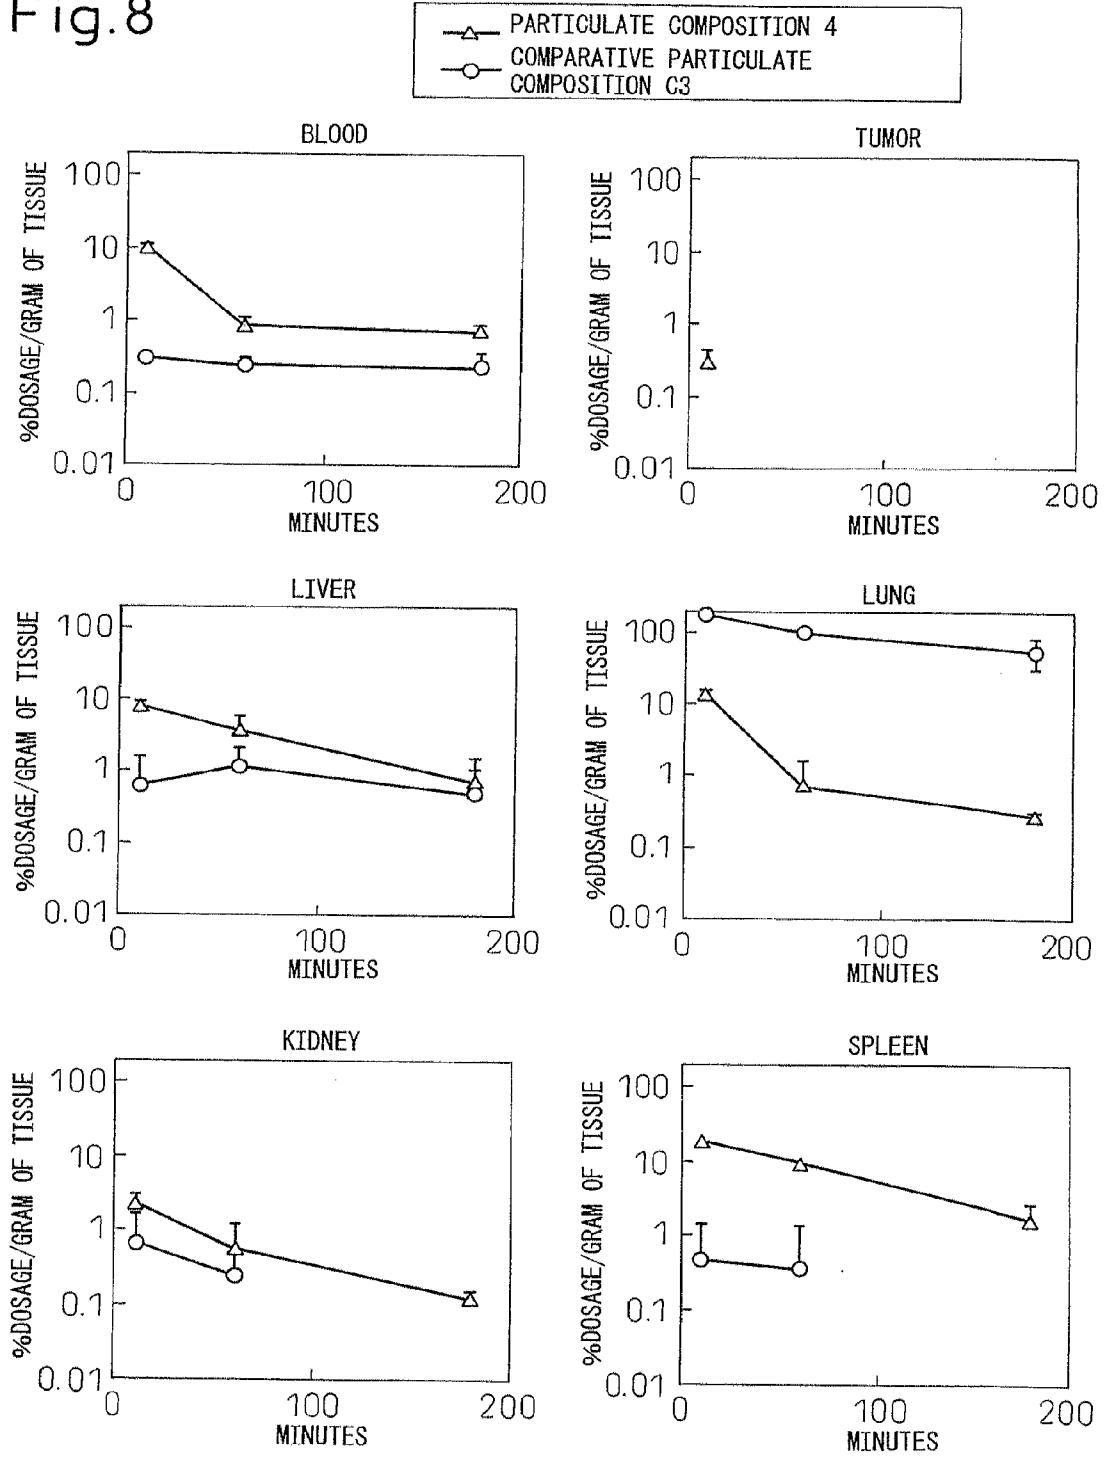 Fig.8
PARTICULATE COMPOSITION 4
COMPARATIVE PARTICULATE
COMPOSITION C3
BLOOD
%DOSAGE/GRAM OF TISSUE
100
10
1
0.1
0.01
0
100
200
MINUTES
TUMOR
%DOSAGE/GRAM OF TISSUE
100
10
1
0.1
0.01
0
100
200
MINUTES
LIVER
%DOSAGE/GRAM OF TISSUE
100
10
1
0.1
0.01
0
100
200
MINUTES
LUNG
%DOSAGE/GRAM OF TISSUE
100
10
1
0.1
0.01
0
100
200
MINUTES
KIDNEY
%DOSAGE/GRAM OF TISSUE
100
10
1
0.1
0.01
0
100
200
MINUTES
SPLEEN
%DOSAGE/GRAM OF TISSUE
100
10
1
0.1
0.01
0
100
200
MINUTES